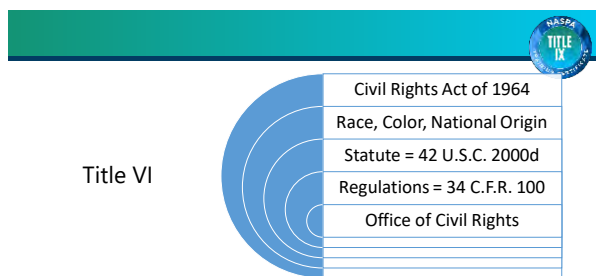 NASPA
TITLE
IX
CERTIFICATE
Civil Rights Act of 1964
Race, Color, National Origin
Title VI
Statute = 42 U.S.C. 2000d
Regulations = 34 C.F.R. 100
Office of Civil Rights